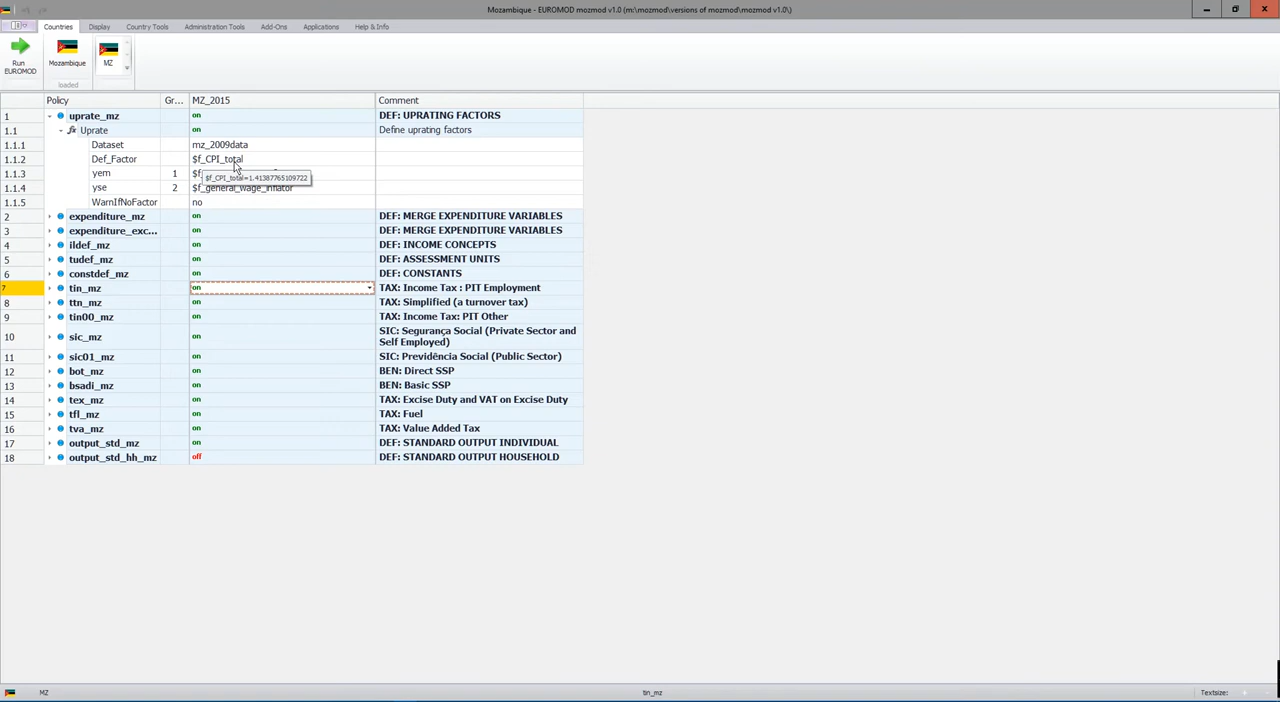 Mozambique - EUROMOD mozmod v1.0 (m:\mozmod\versions of mozmod\mozmod v1.0\)
Countries Display Country Tools Administration Tools Add-Ons Applications Help & Info
Run EUROMOD
Mozambique
MZ
loaded
Policy Gr... MZ_2015 Comment
1 uprate_mz on DEF: UPRATING FACTORS
1.1 fx Uprate on Define uprating factors
1.1.1 Dataset mz_2009data
1.1.2 Def_Factor $f_CPI_total
1.1.3 yem 1
$f_CPI_total=1.41387765109722
1.1.4 yse 2 $f_general_wage_inflator
1.1.5 WarnIfNoFactor no
2 expenditure_mz on DEF: MERGE EXPENDITURE VARIABLES
3 expenditure_exc... on DEF: MERGE EXPENDITURE VARIABLES
4 ildef_mz on DEF: INCOME CONCEPTS
5 tudef_mz on DEF: ASSESSMENT UNITS
6 constdef_mz on DEF: CONSTANTS
7 tin_mz on TAX: Income Tax : PIT Employment
8 ttn_mz on TAX: Simplified (a turnover tax)
9 tin00_mz on TAX: Income Tax: PIT Other
10 sic_mz on SIC: Segurança Social (Private Sector and
Self Employed)
11 sic01_mz on SIC: Previdência Social (Public Sector)
12 bot_mz on BEN: Direct SSP
13 bsadi_mz on BEN: Basic SSP
14 tex_mz on TAX: Excise Duty and VAT on Excise Duty
15 tfl_mz on TAX: Fuel
16 tva_mz on TAX: Value Added Tax
17 output_std_mz on DEF: STANDARD OUTPUT INDIVIDUAL
18 output_std_hh_mz off DEF: STANDARD OUTPUT HOUSEHOLD
MZ tin_mz Textsize: